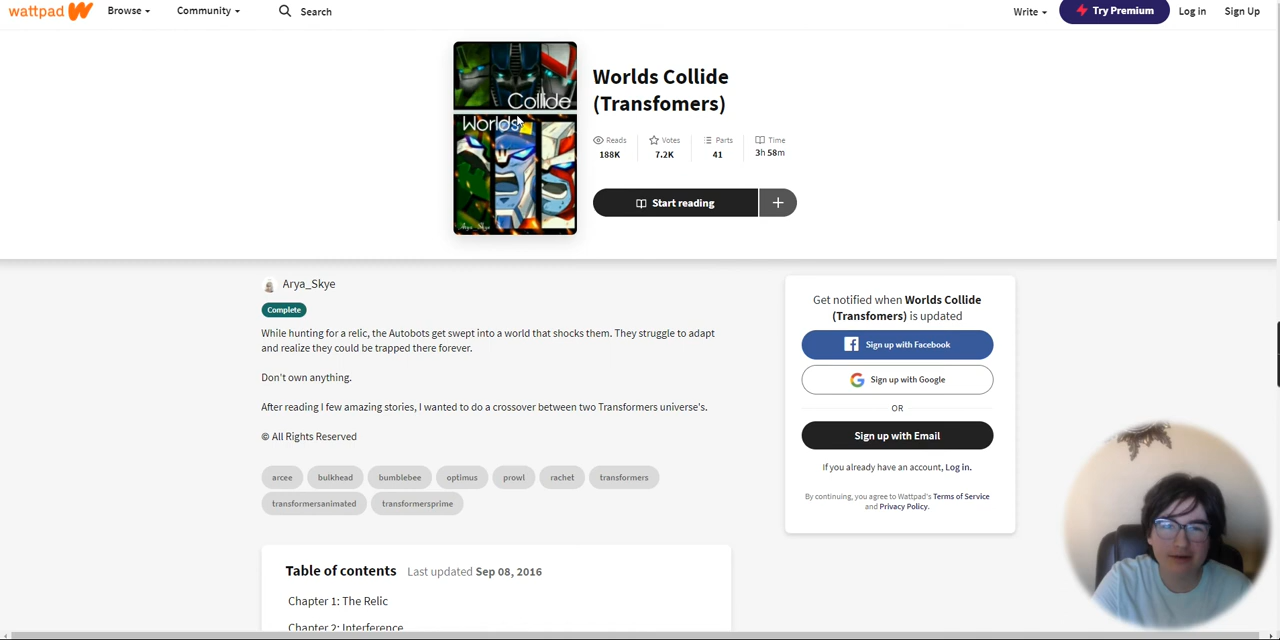 wattpad
Browse
Community
Search
Write
Try Premium
Log in
Sign Up
Collide
Worlds
Worlds Collide
(Transfomers)
Reads
188K
Votes
7.2K
Parts
41
Time
3h 58m
Start reading
+
Arya_Skye
Complete
While hunting for a relic, the Autobots get swept into a world that shocks them. They struggle to adapt
and realize they could be trapped there forever.
Don't own anything.
After reading I few amazing stories, I wanted to do a crossover between two Transformers universe's.
© All Rights Reserved
arcee
bulkhead
bumblebee
optimus
prowl
rachet
transformers
transformersanimated
transformersprime
Table of contents Last updated Sep 08, 2016
Chapter 1: The Relic
Chapter 2: Interference
Get notified when Worlds Collide
(Transfomers) is updated
Sign up with Facebook
Sign up with Google
OR
Sign up with Email
If you already have an account, Log in.
By continuing, you agree to Wattpad's Terms of Service
and Privacy Policy.